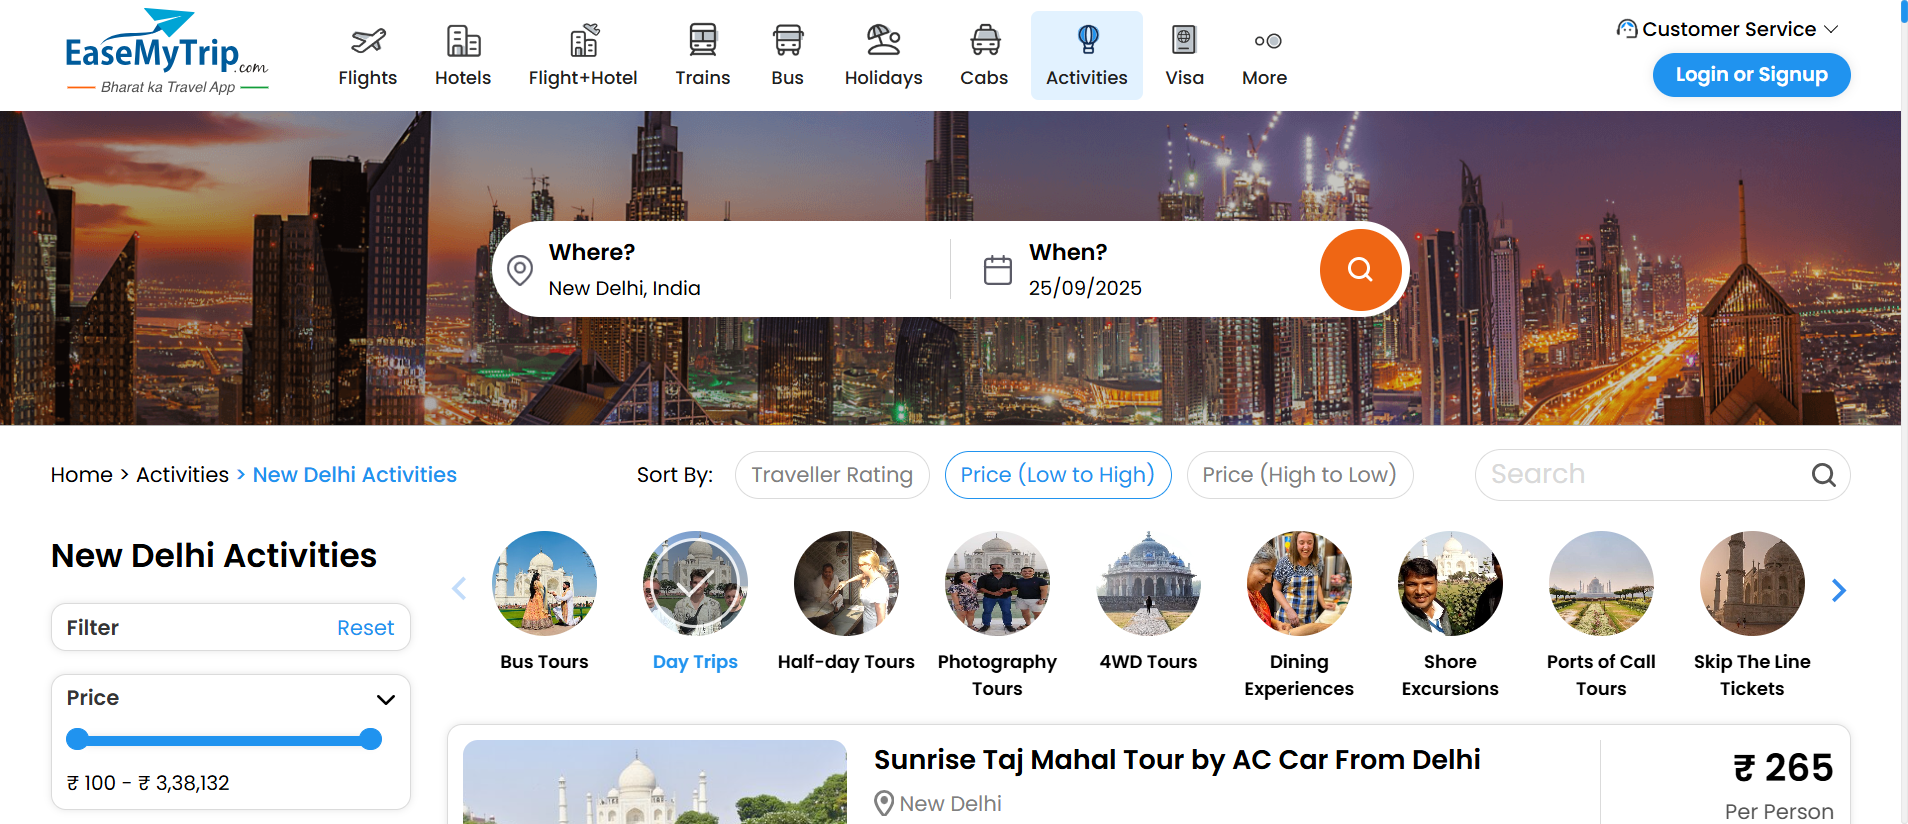 EaseMyTrip.com
Bharat ka Travel App
Flights
Hotels
Flight+Hotel
Trains
Bus
Holidays
Cabs
Activities
Visa
More
Customer Service
Login or Signup
Where?
New Delhi, India
When?
25/09/2025
Home > Activities > New Delhi Activities
Sort By:
Traveller Rating
Price (Low to High)
Price (High to Low)
Search
New Delhi Activities
Filter
Reset
Price
₹ 100 - ₹ 3,38,132
Bus Tours
Day Trips
Half-day Tours
Photography
Tours
4WD Tours
Dining
Experiences
Shore
Excursions
Ports of Call
Tours
Skip The Line
Tickets
Sunrise Taj Mahal Tour by AC Car From Delhi
New Delhi
₹ 265
Per Person